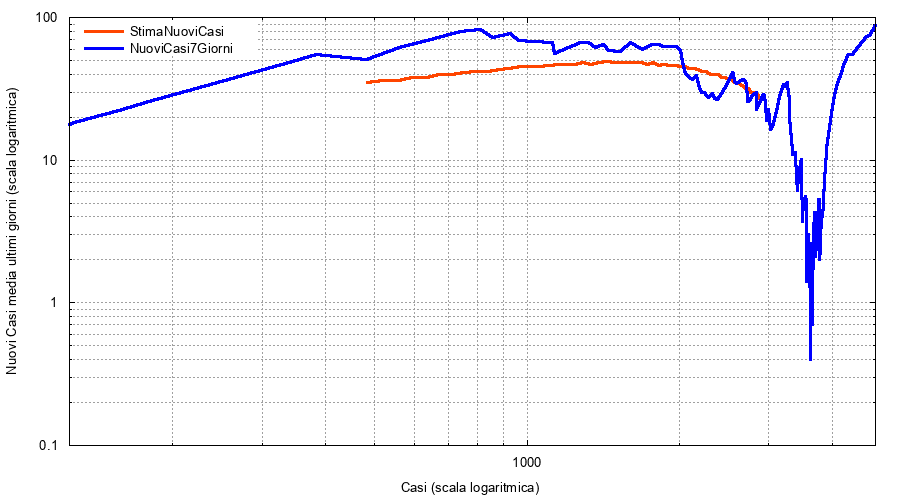 StimaNuoviCasi
NuoviCasi7Giorni
100
10
1
0.1
1000
Nuovi Casi media ultimi giorni (scala logaritmica)
Casi (scala logaritmica)